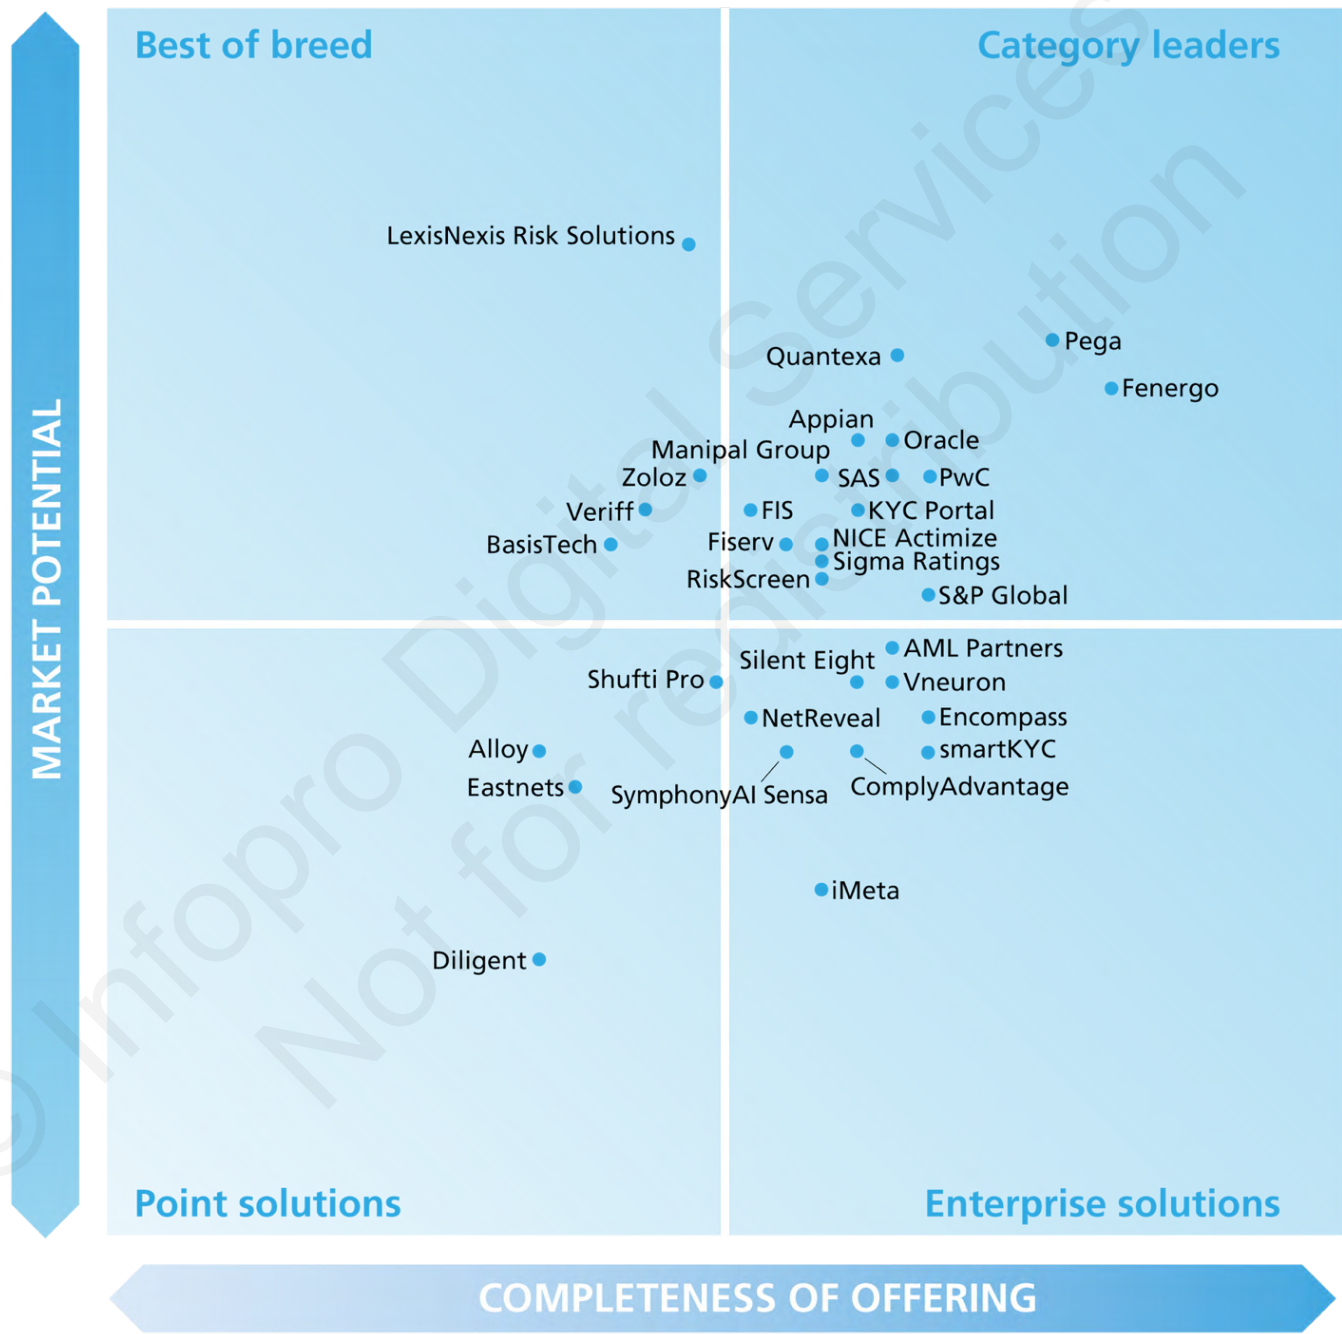 Best of breed
Category leaders
LexisNexis Risk Solutions
Pega
Quantexa
Fenergo
Appian
Oracle
Manipal Group
Zoloz
SAS
PwC
Veriff
FIS
KYC Portal
BasisTech
Fiserv
NICE Actimize
Sigma Ratings
RiskScreen
S&P Global
AML Partners
Silent Eight
Shufti Pro
Vneuron
NetReveal
Encompass
Alloy
smartKYC
Eastnets
SymphonyAI Sensa
ComplyAdvantage
iMeta
Diligent
Point solutions
Enterprise solutions
MARKET POTENTIAL
COMPLETENESS OF OFFERING
© Infopro Digital Services
Not for redistribution